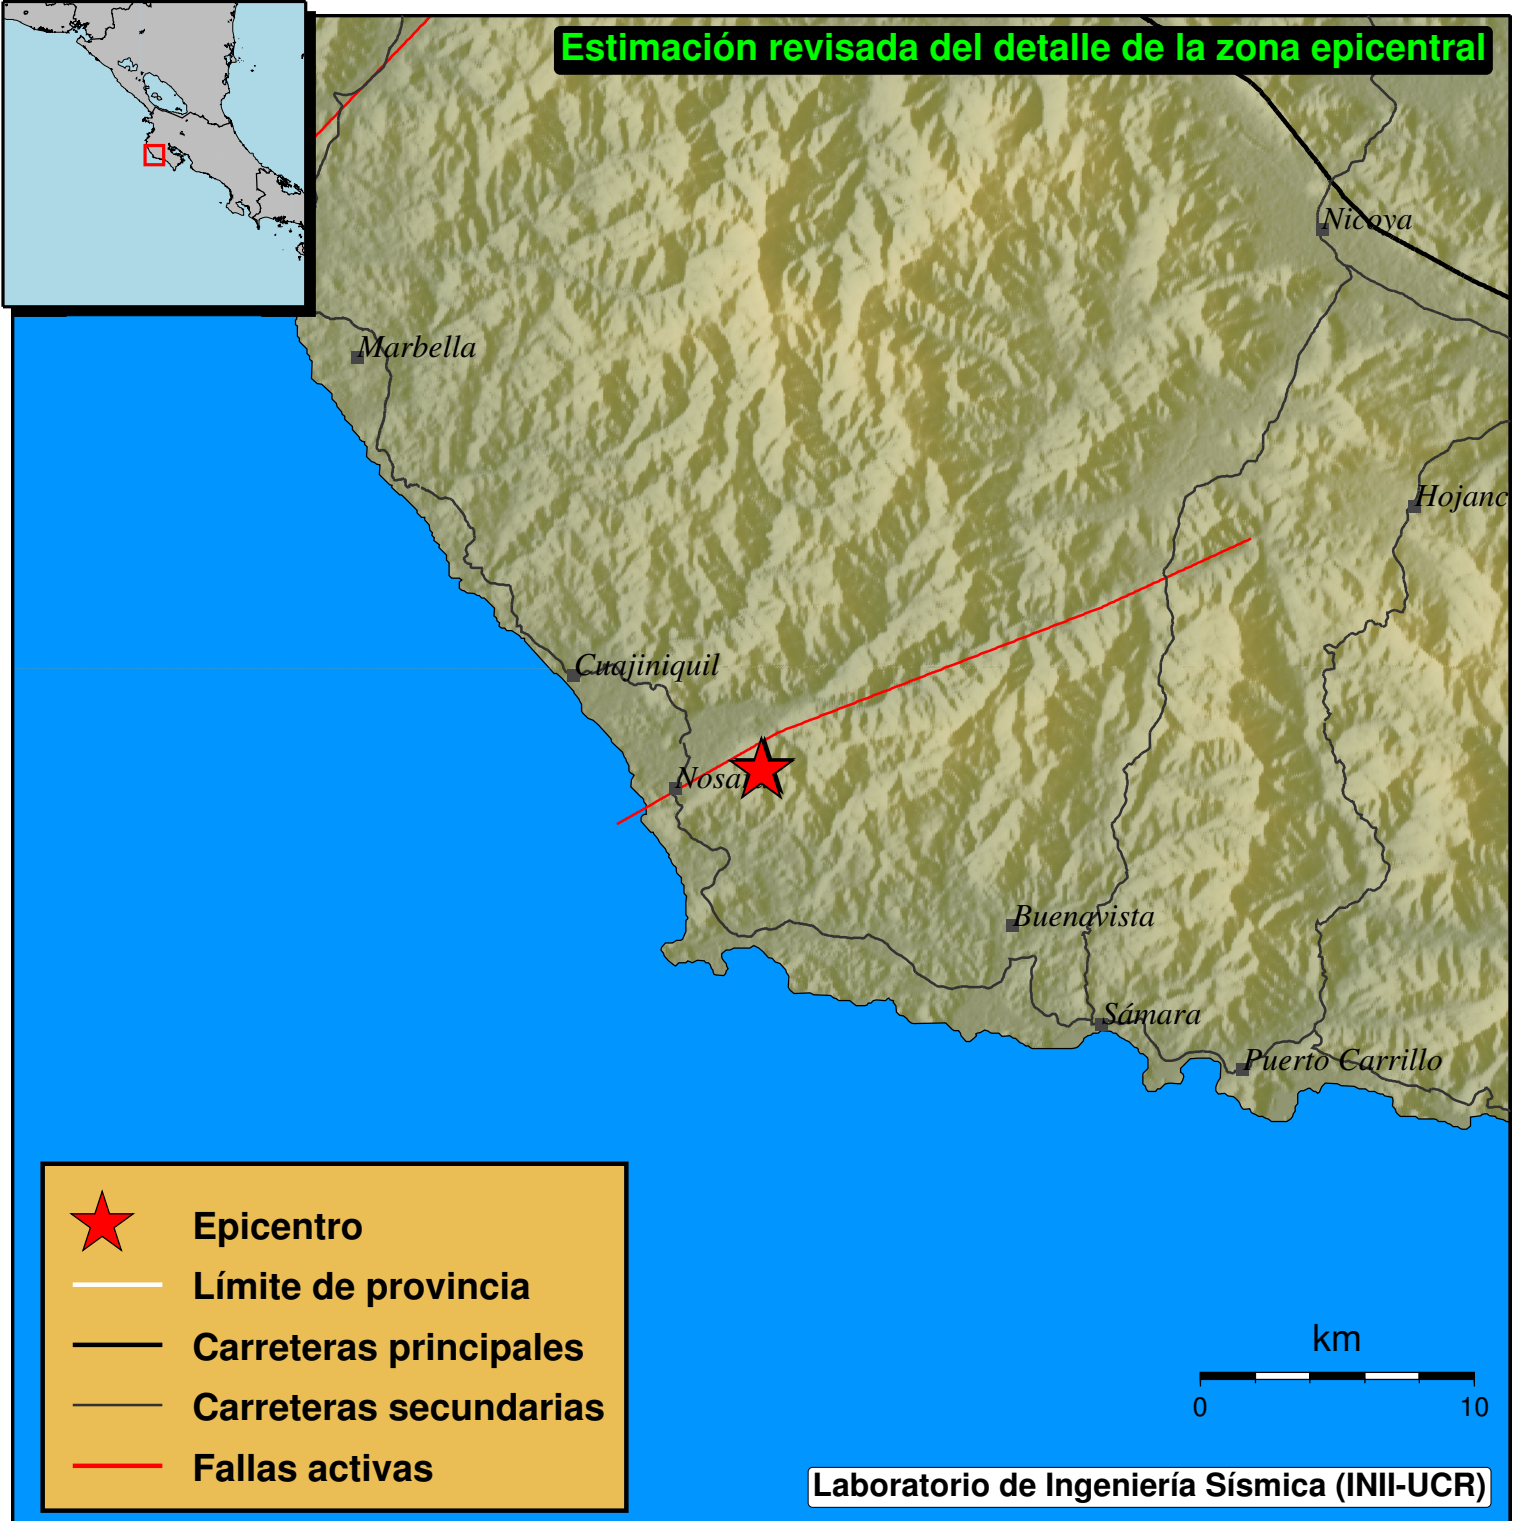 Estimación revisada del detalle de la zona epicentral
Nicoya
Marbella
Hojanc
Cuajiniquil
Buenavista
Sámara
Puerto Carrillo
Epicentro
Límite de provincia
Carreteras principales
Carreteras secundarias
Fallas activas
km
0 10
Laboratorio de Ingeniería Sísmica (INII-UCR)